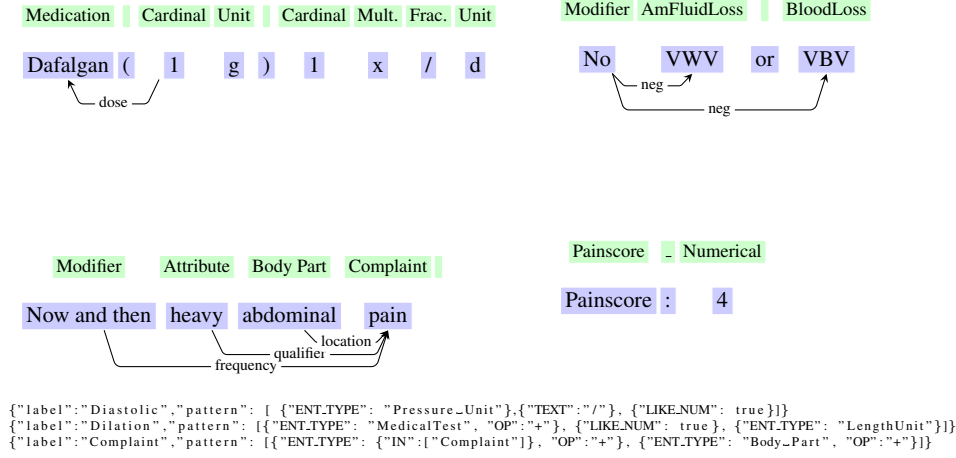 Medication Cardinal Unit Cardinal Mult. Frac. Unit
Dafalgan ( 1 g ) 1 x / d
dose
Modifier AmFluidLoss BloodLoss
No VWV or VBV
neg
neg
Modifier Attribute Body Part Complaint
Now and then heavy abdominal pain
location
qualifier
frequency
Painscore _ Numerical
Painscore : 4
{"label":"Diastolic","pattern": [ {"ENT_TYPE": "Pressure_Unit"},{"TEXT":"/"}, {"LIKE_NUM": true}]}
{"label":"Dilation","pattern": [{"ENT_TYPE": "MedicalTest", "OP":"+"}, {"LIKE_NUM": true}, {"ENT_TYPE": "LengthUnit"}]}
{"label":"Complaint","pattern": [{"ENT_TYPE": {"IN":["Complaint"]}, "OP":"+"}, {"ENT_TYPE": "Body_Part", "OP":"+"}]}